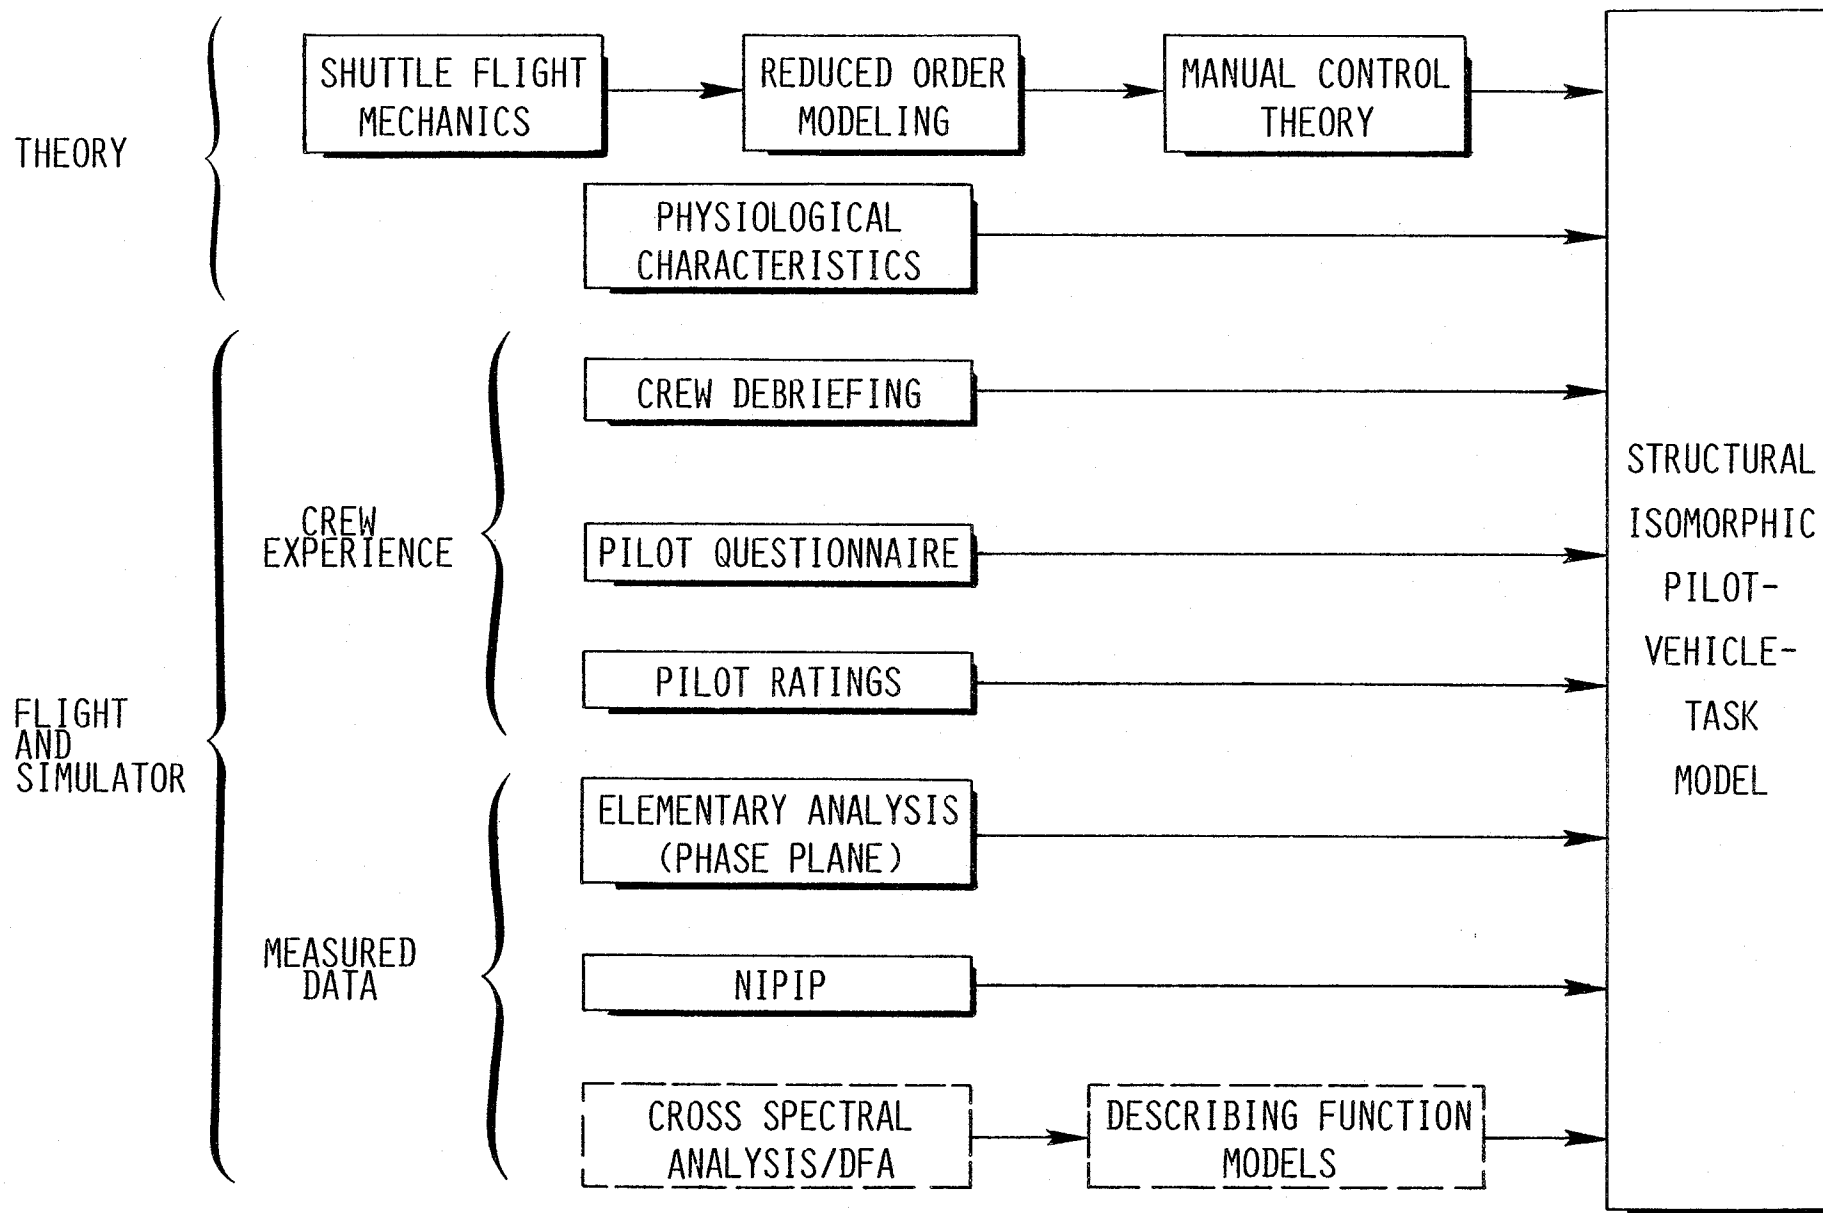 THEORY
SHUTTLE FLIGHT
MECHANICS
REDUCED ORDER
MODELING
MANUAL CONTROL
THEORY
PHYSIOLOGICAL
CHARACTERISTICS
FLIGHT
AND
SIMULATOR
CREW
EXPERIENCE
CREW DEBRIEFING
PILOT QUESTIONNAIRE
PILOT RATINGS
MEASURED
DATA
ELEMENTARY ANALYSIS
(PHASE PLANE)
NIPIP
CROSS SPECTRAL
ANALYSIS/DFA
DESCRIBING FUNCTION
MODELS
STRUCTURAL
ISOMORPHIC
PILOT-
VEHICLE-
TASK
MODEL